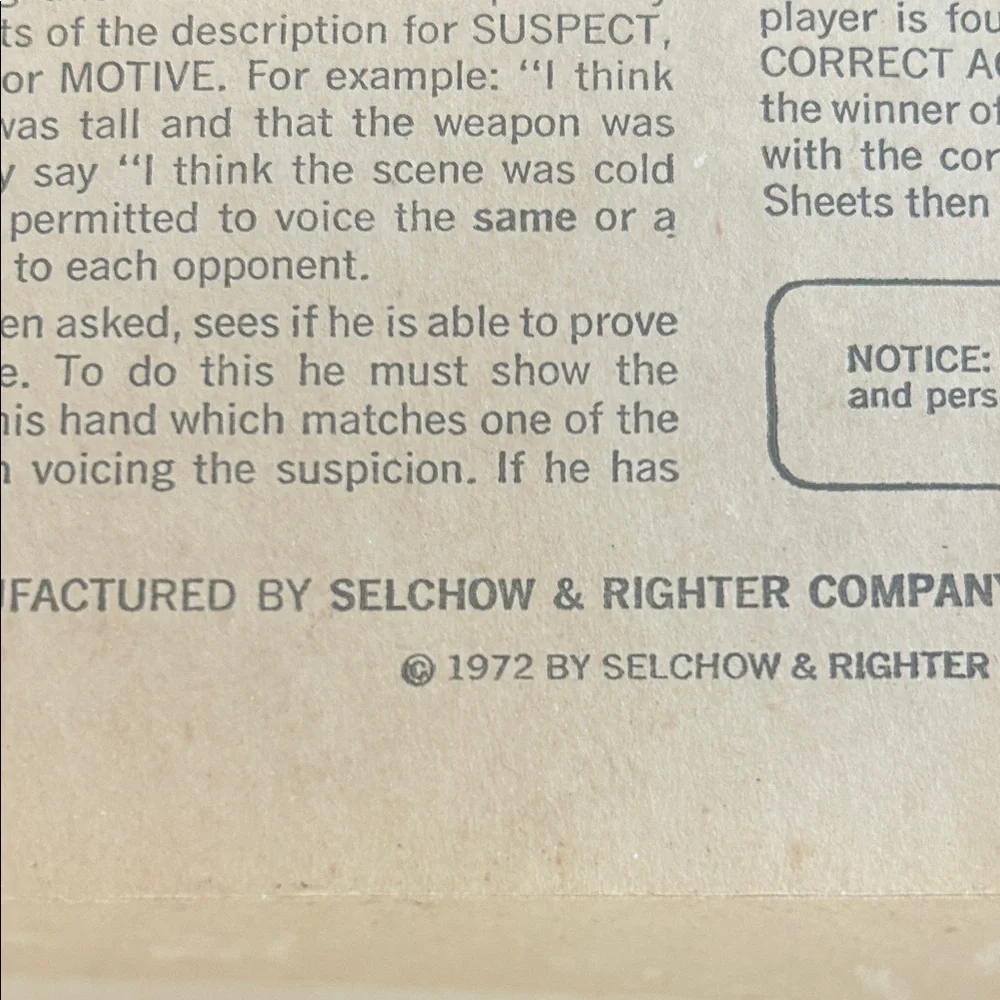 ts of the description for SUSPECT,
or MOTIVE. For example: “I think
was tall and that the weapon was
y say “I think the scene was cold
permitted to voice the same or a
to each opponent.
en asked, sees if he is able to prove
e. To do this he must show the
his hand which matches one of the
voicing the suspicion. If he has
player is fou
CORRECT AC
the winner of
with the cor
Sheets then
NOTICE:
and pers
UFACTURED BY SELCHOW & RIGHTER COMPANY
© 1972 BY SELCHOW & RIGHTER